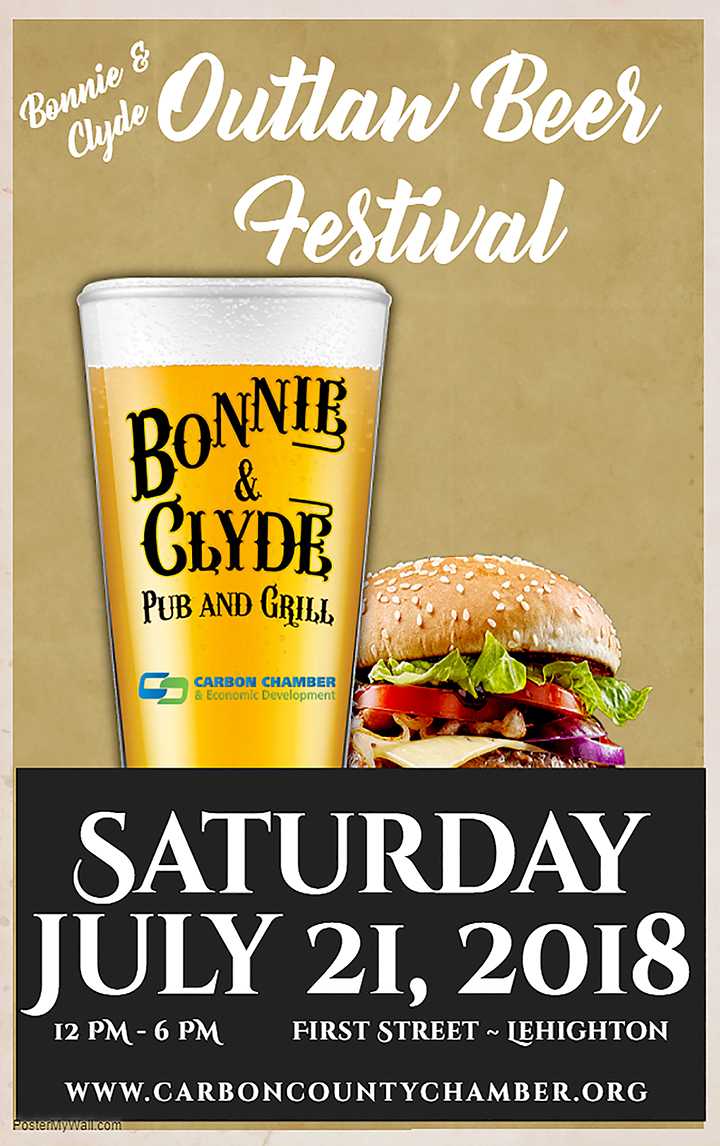 Bonnie &
Clyde
Outlaw Beer
Festival
BONNIE
&
CLYDE
PUB AND GRILL
CARBON CHAMBER
& Economic Development
SATURDAY
JULY 21, 2018
12 PM - 6 PM
FIRST STREET ~ LEHIGHTON
WWW.CARBONCOUNTYCHAMBER.ORG
PosterMyWall.com